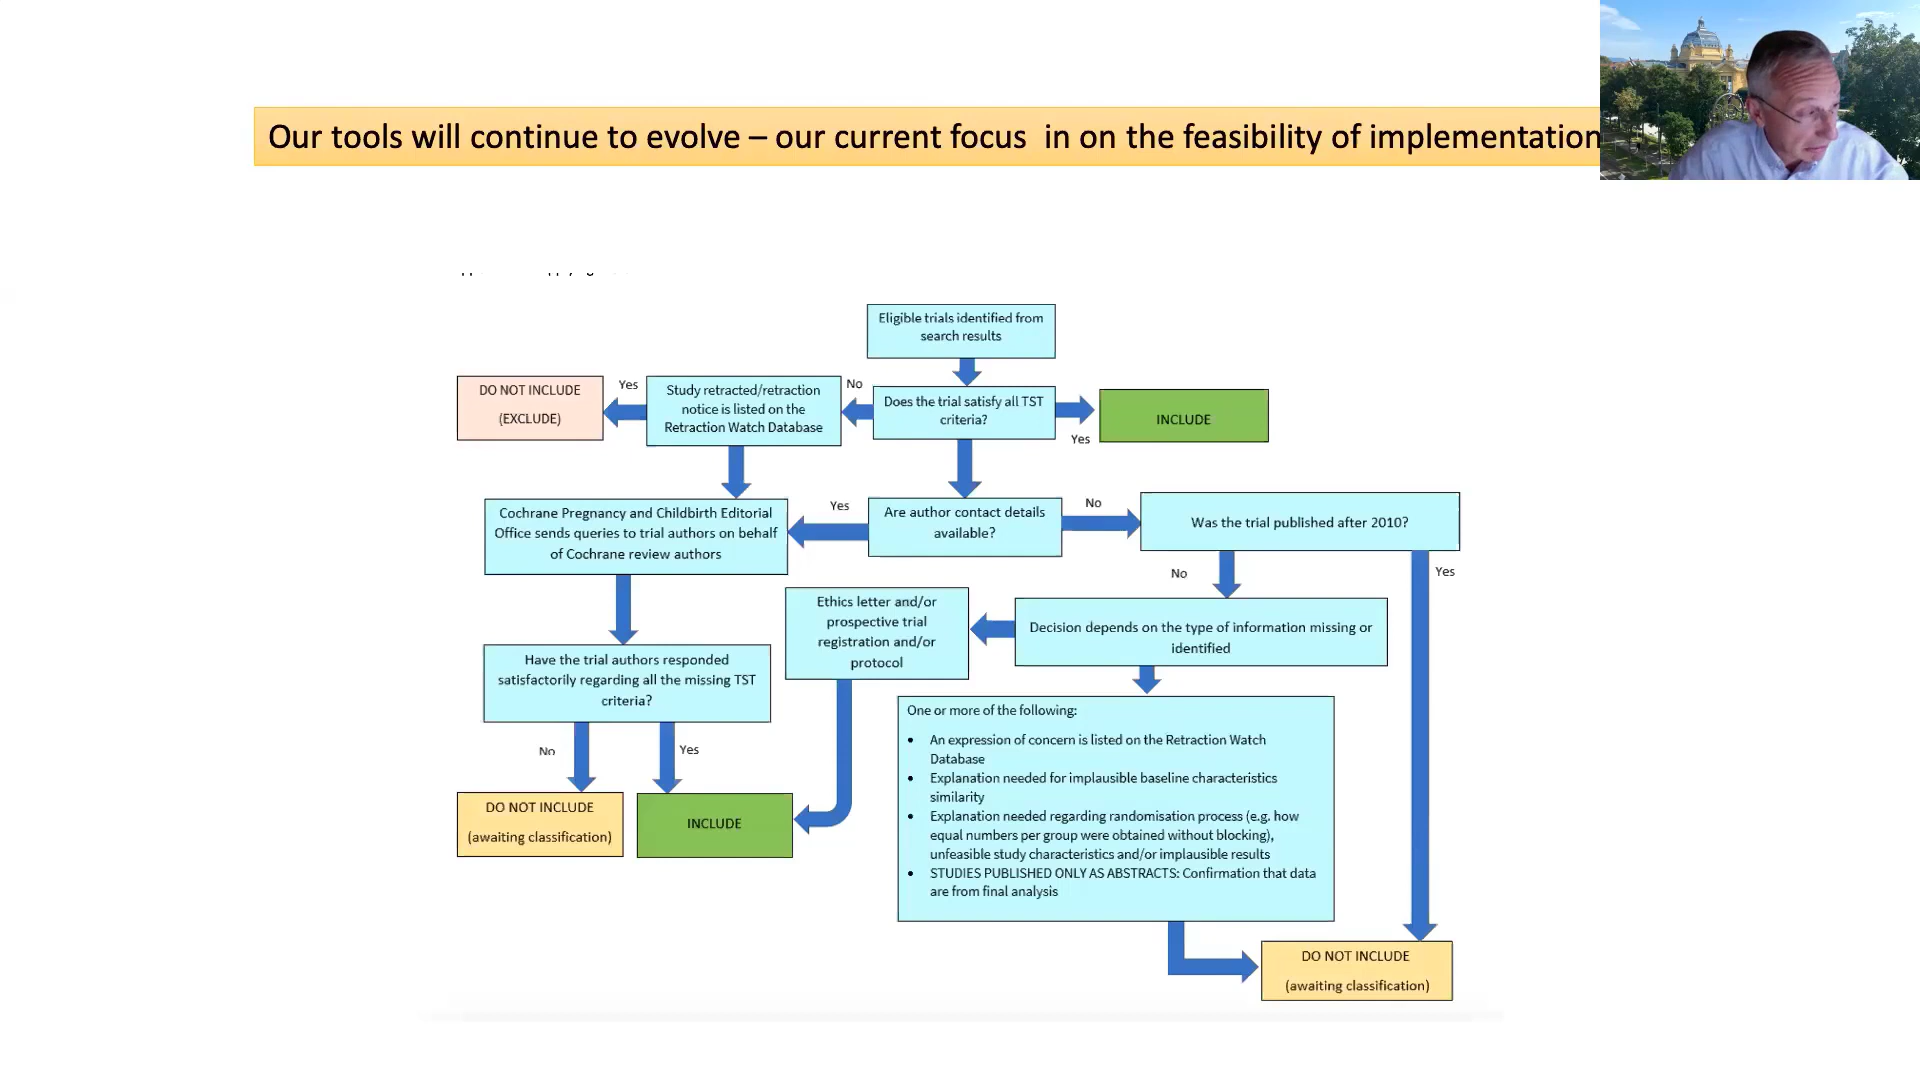 Our tools will continue to evolve – our current focus  in on the feasibility of implementation
Eligible trials identified from
search results
DO NOT INCLUDE
(EXCLUDE)
Yes
Study retracted/retraction
notice is listed on the
Retraction Watch Database
No
Does the trial satisfy all TST
criteria?
Yes
INCLUDE
Cochrane Pregnancy and Childbirth Editorial
Office sends queries to trial authors on behalf
of Cochrane review authors
Yes
Are author contact details
available?
No
Was the trial published after 2010?
No
Yes
Ethics letter and/or
prospective trial
registration and/or
protocol
Decision depends on the type of information missing or
identified
Have the trial authors responded
satisfactorily regarding all the missing TST
criteria?
No
Yes
One or more of the following:
• An expression of concern is listed on the Retraction Watch
Database
• Explanation needed for implausible baseline characteristics
similarity
• Explanation needed regarding randomisation process (e.g. how
equal numbers per group were obtained without blocking),
unfeasible study characteristics and/or implausible results
• STUDIES PUBLISHED ONLY AS ABSTRACTS: Confirmation that data
are from final analysis
DO NOT INCLUDE
(awaiting classification)
INCLUDE
DO NOT INCLUDE
(awaiting classification)